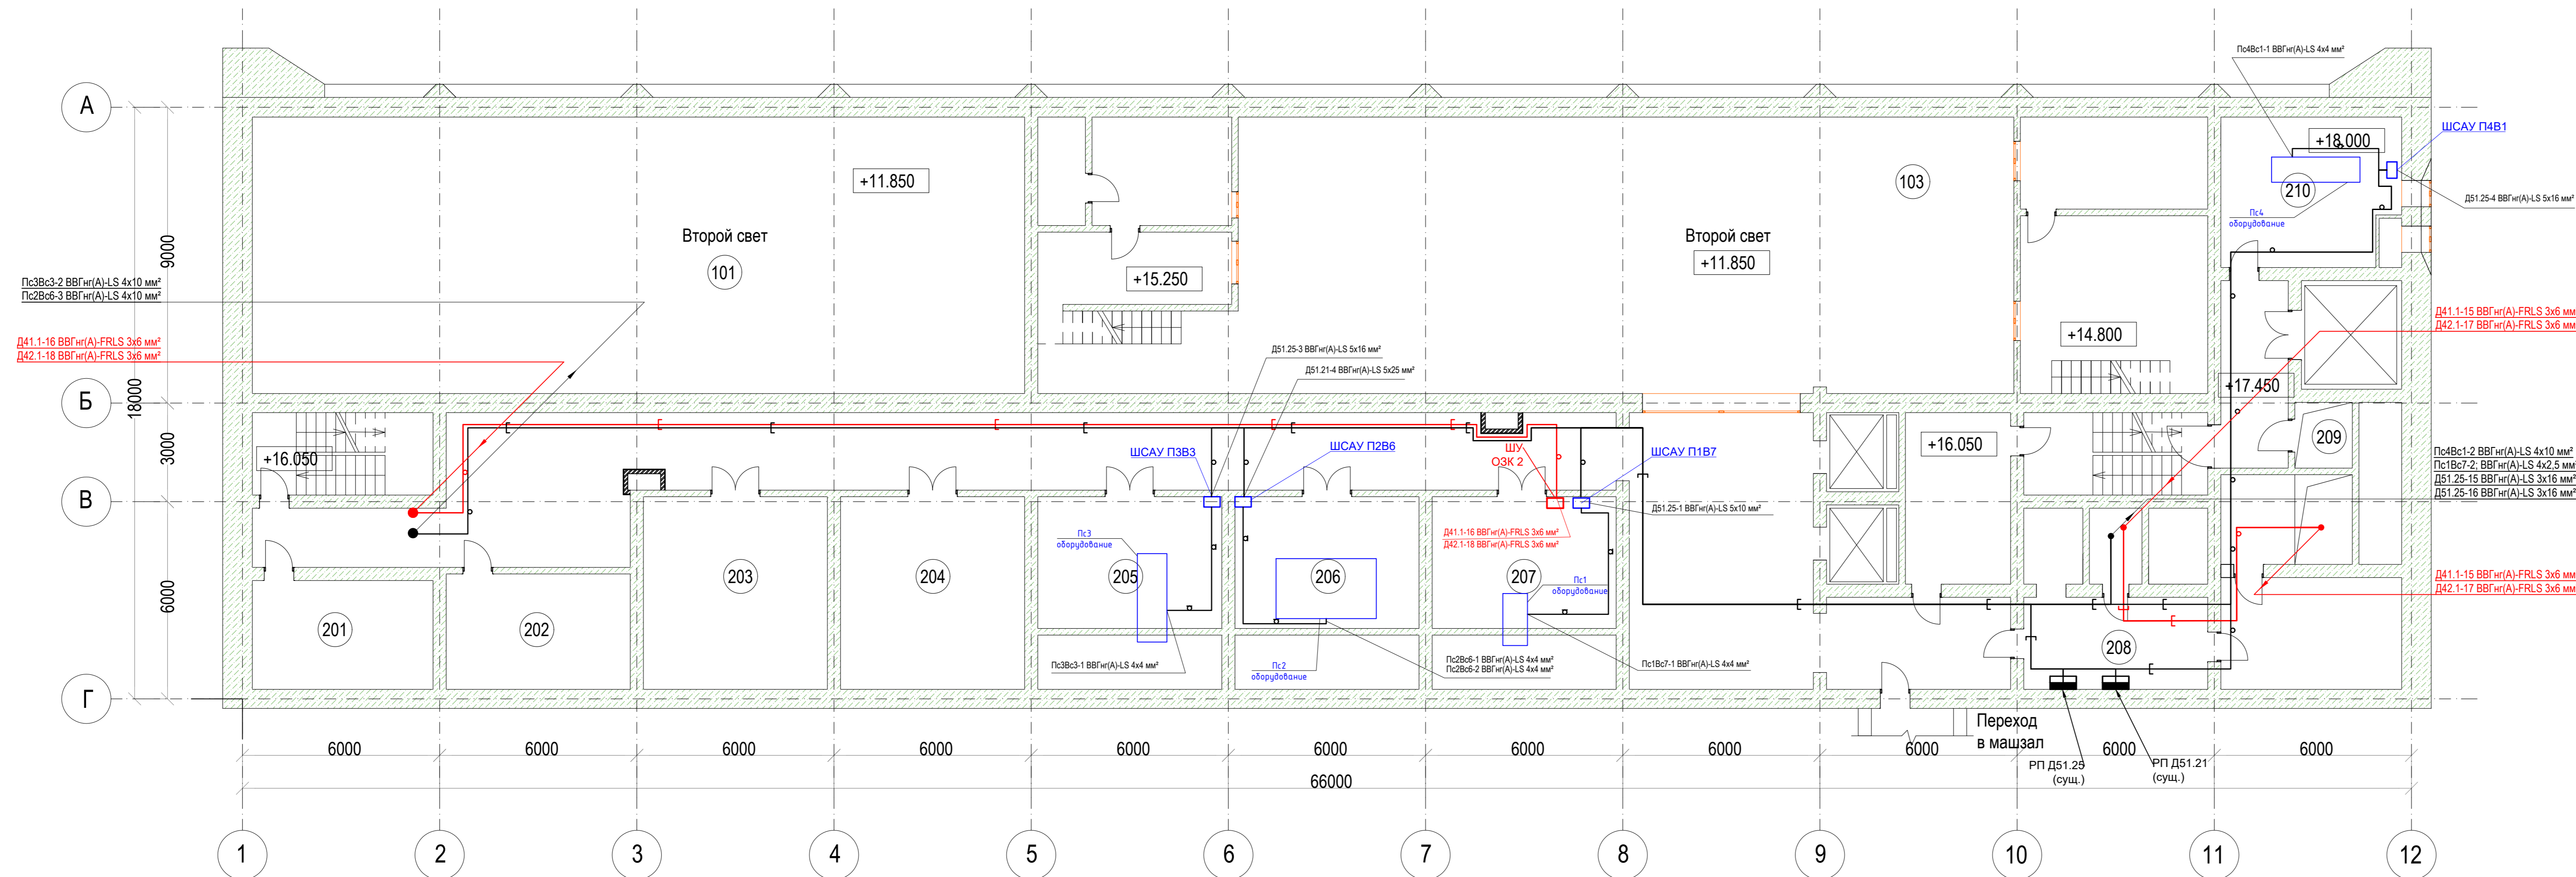 Пс4Вс1-1 ВВГнг(А)-LS 4х4 мм²
А
ШСАУ П4В1
+18.000
+11.850
103
210
Д51.25-4 ВВГнг(А)-LS 5х16 мм²
Пс4
оборудование
Второй свет
101
Второй свет
+11.850
9000
+15.250
Пс3Вс3-2 ВВГнг(А)-LS 4х10 мм²
Пс2Вс6-3 ВВГнг(А)-LS 4х10 мм²
Д41.1-15 ВВГнг(А)-FRLS 3х6 мм
Д42.1-17 ВВГнг(А)-FRLS 3х6 мм
+14.800
Д41.1-16 ВВГнг(А)-FRLS 3х6 мм²
Д42.1-18 ВВГнг(А)-FRLS 3х6 мм²
Д51.25-3 ВВГнг(А)-LS 5х16 мм²
Д51.21-4 ВВГнг(А)-LS 5х25 мм²
+17.450
18000
Б
3000
+16.050
ШСАУ П3В3
ШСАУ П2В6
ШУ
ОЗК 2
ШСАУ П1В7
+16.050
209
Пс4Вс1-2 ВВГнг(А)-LS 4х10 мм²
Пс1Вс7-2; ВВГнг(А)-LS 4х2,5 мм
Д51.25-15 ВВГнг(А)-LS 3х16 мм²
Д51.25-16 ВВГнг(А)-LS 3х16 мм²
В
Д51.25-1 ВВГнг(А)-LS 5х10 мм²
Пс3
оборудование
Д41.1-16 ВВГнг(А)-FRLS 3х6 мм²
Д42.1-18 ВВГнг(А)-FRLS 3х6 мм²
6000
203
204
205
206
207
Пс1
оборудование
Д41.1-15 ВВГнг(А)-FRLS 3х6 мм
Д42.1-17 ВВГнг(А)-FRLS 3х6 мм
201
202
208
Пс3Вс3-1 ВВГнг(А)-LS 4х4 мм²
Пс2
оборудование
Пс2Вс6-1 ВВГнг(А)-LS 4х4 мм²
Пс2Вс6-2 ВВГнг(А)-LS 4х4 мм²
Пс1Вс7-1 ВВГнг(А)-LS 4х4 мм²
Г
Переход
в машзал
6000 6000 6000 6000 6000 6000 6000 6000 6000 6000 6000
РП Д51.25
(сущ.)
РП Д51.21
(сущ.)
66000
1 2 3 4 5 6 7 8 9 10 11 12